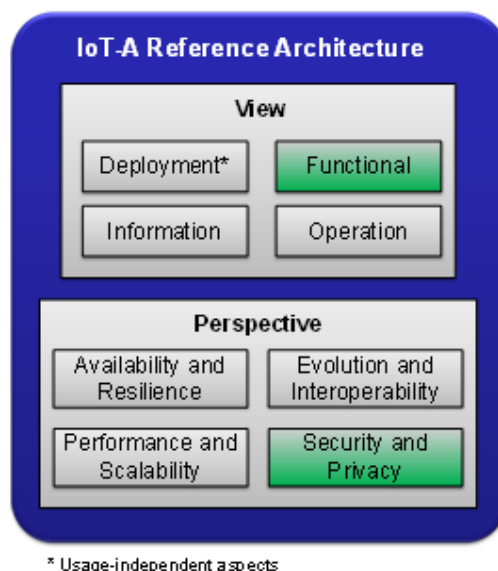 IoT-A Reference Architecture
View
Deployment*
Functional
Information
Operation
Perspective
Availability and
Resilience
Evolution and
Interoperability
Performance and
Scalability
Security and
Privacy
* Usage-independent aspects